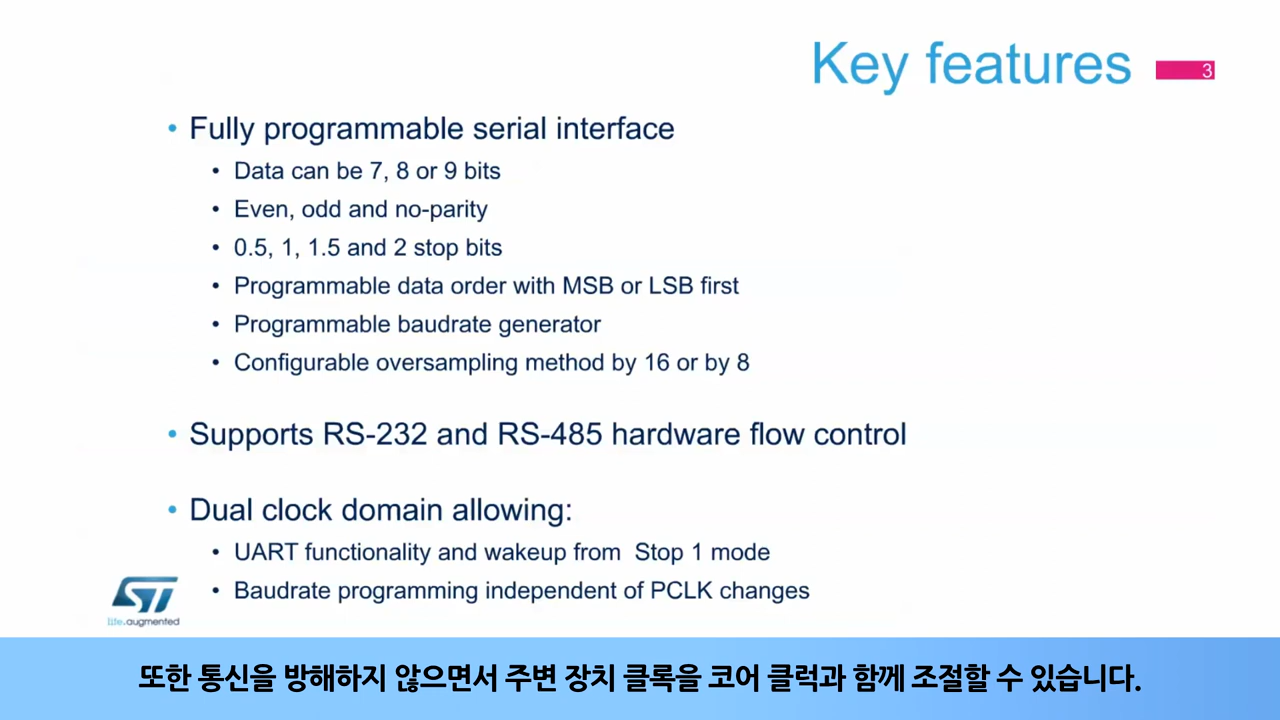 Key features
3
• Fully programmable serial interface
• Data can be 7, 8 or 9 bits
• Even, odd and no-parity
• 0.5, 1, 1.5 and 2 stop bits
• Programmable data order with MSB or LSB first
• Programmable baudrate generator
• Configurable oversampling method by 16 or by 8
• Supports RS-232 and RS-485 hardware flow control
• Dual clock domain allowing:
• UART functionality and wakeup from Stop 1 mode
• Baudrate programming independent of PCLK changes
ST
life.augmented
또한 통신을 방해하지 않으면서 주변 장치 클록을 코어 클럭과 함께 조절할 수 있습니다.